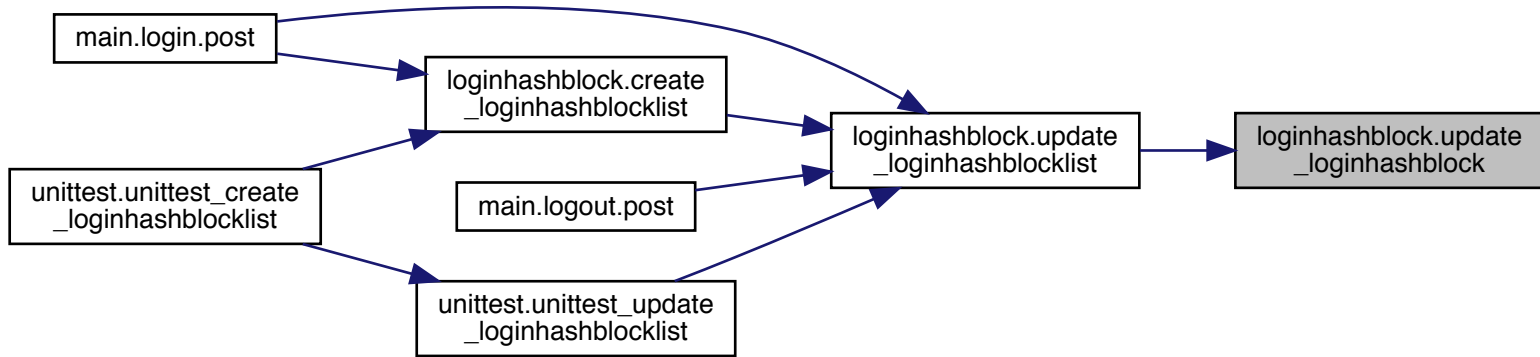 main.login.post
loginhashblock.create
_loginhashblocklist
loginhashblock.update
_loginhashblocklist
loginhashblock.update
_loginhashblock
unittest.unittest_create
_loginhashblocklist
main.logout.post
unittest.unittest_update
_loginhashblocklist